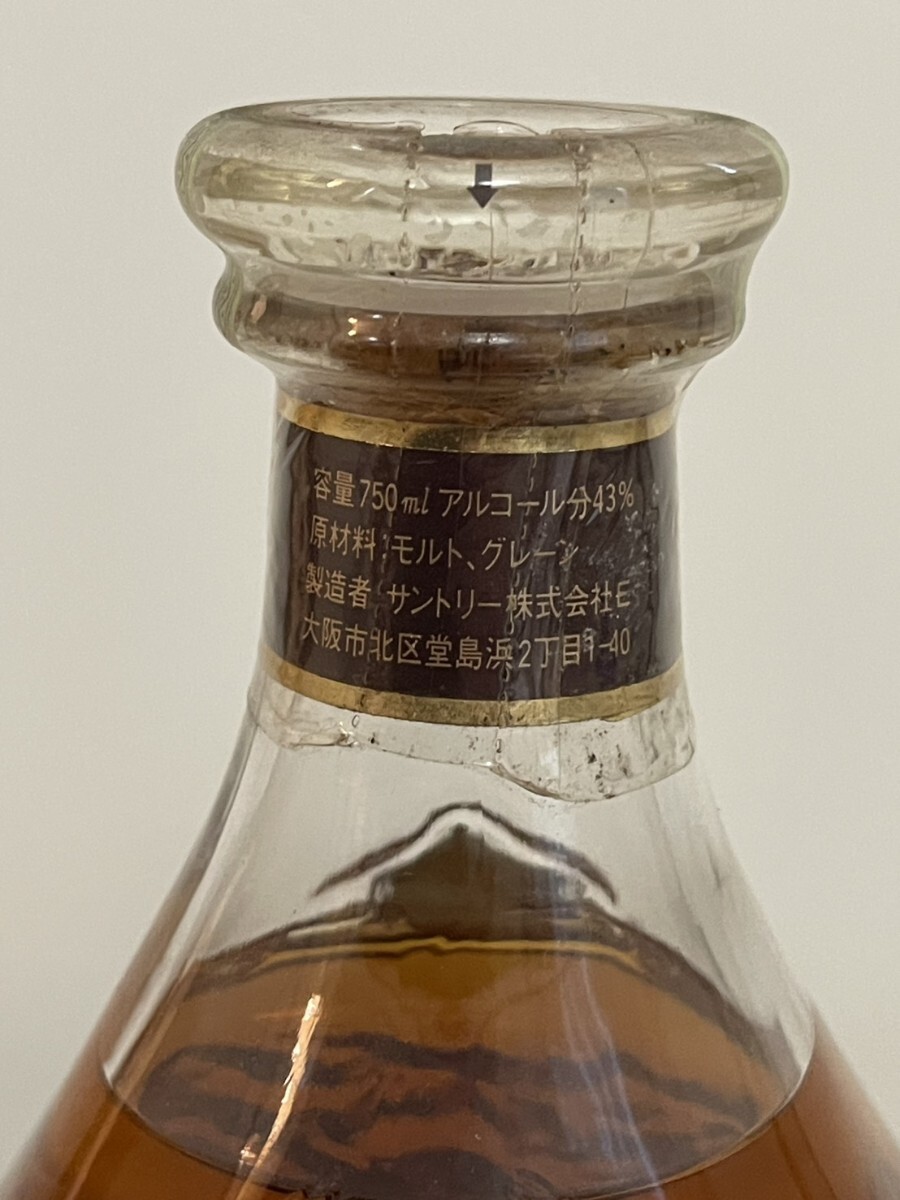 容量750ml アルコール分43%
原材料:モルト、グレーン
製造者 サントリー株式会社E
大阪市北区堂島浜2丁目1-40